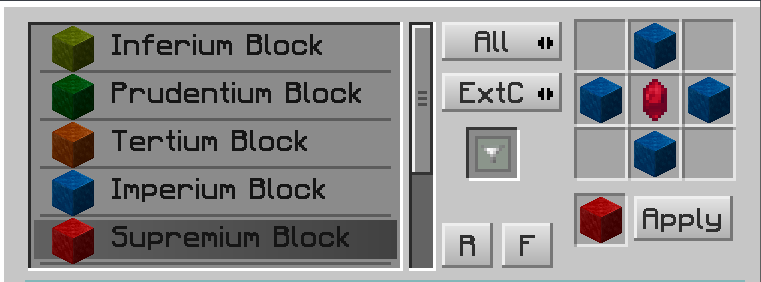 Inferium Block
Prudentium Block
Tertium Block
Imperium Block
Supremium Block
All
ExtC
R
F
Apply